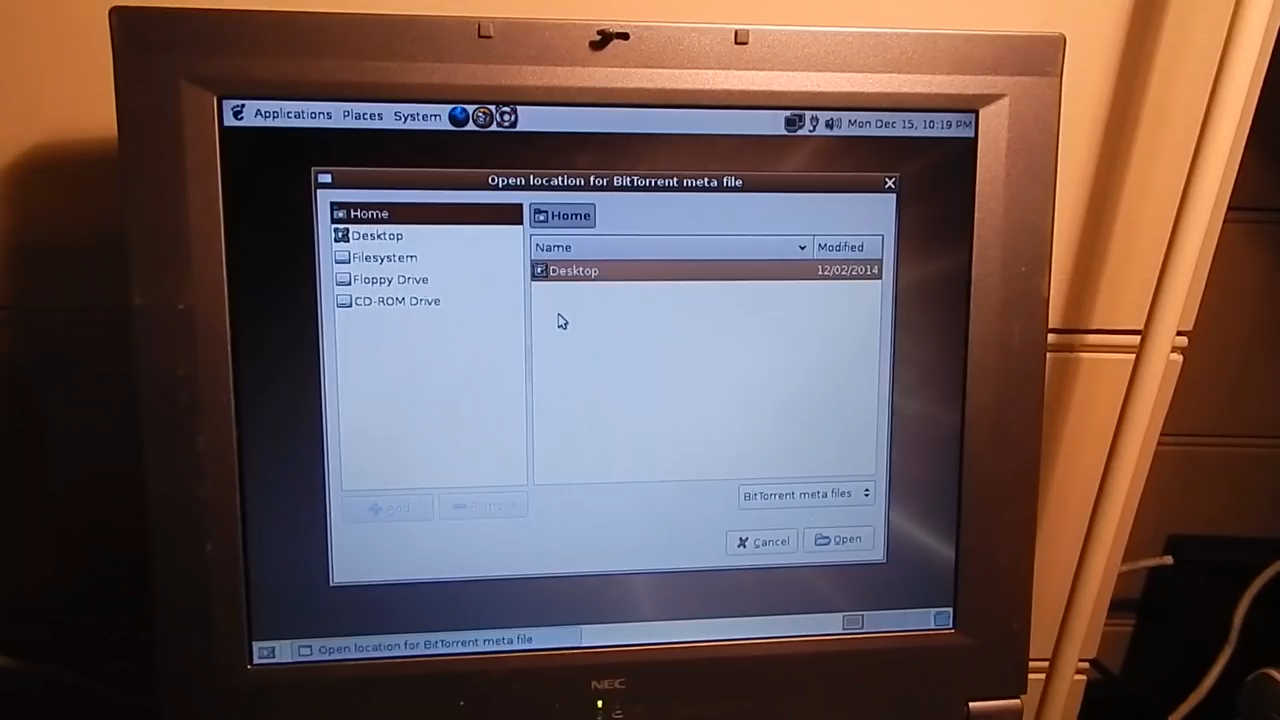 Applications Places System
Mon Dec 15, 10:19 PM
Open location for BitTorrent meta file
Home
Desktop
Filesystem
Floppy Drive
CD-ROM Drive
Home
Name Modified
Desktop 12/02/2014
Add Remove
BitTorrent meta files
Cancel Open
Open location for BitTorrent meta file
NEC